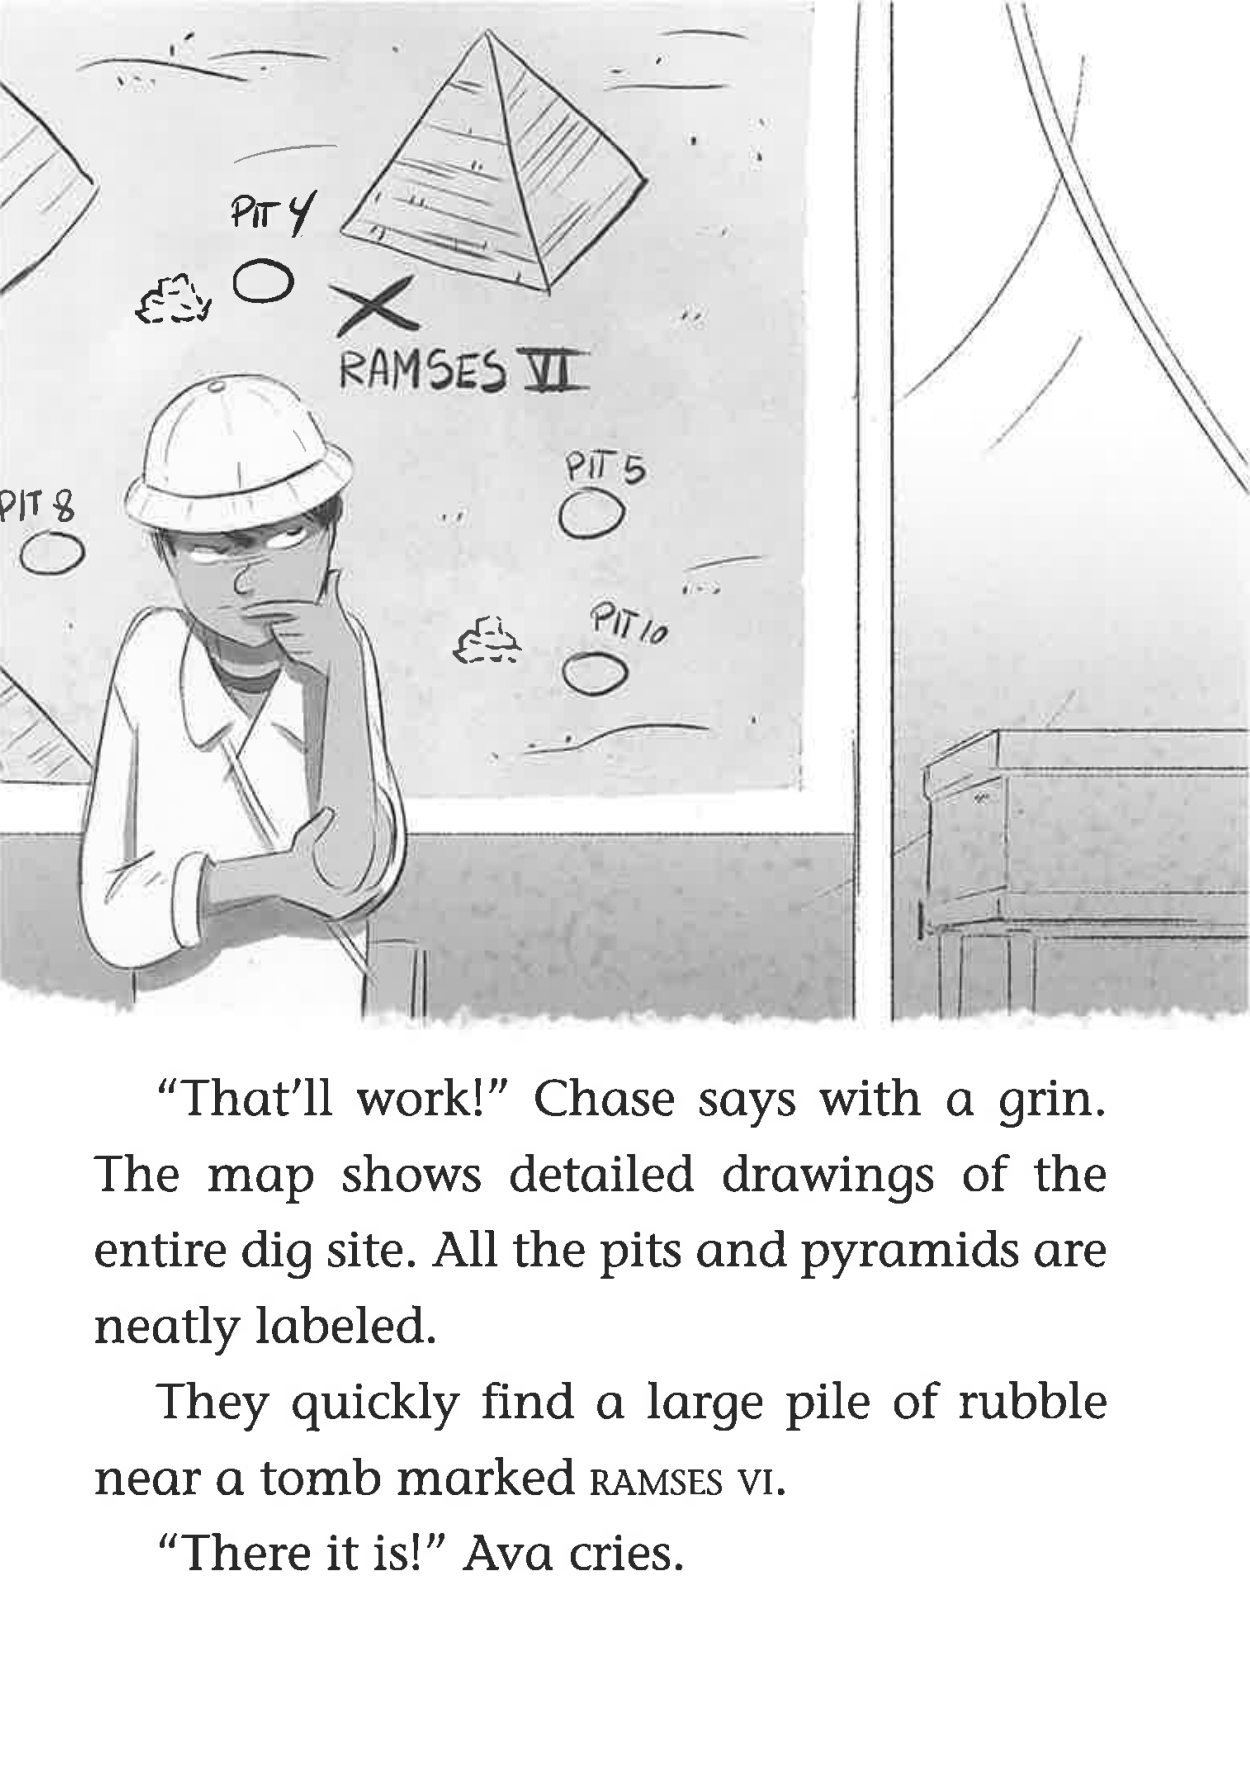 PIT 4
RAMSES VI
PIT 5
PIT 8
PIT 10
“That’ll work!” Chase says with a grin.
The map shows detailed drawings of the
entire dig site. All the pits and pyramids are
neatly labeled.
They quickly find a large pile of rubble
near a tomb marked RAMSES VI.
“There it is!” Ava cries.